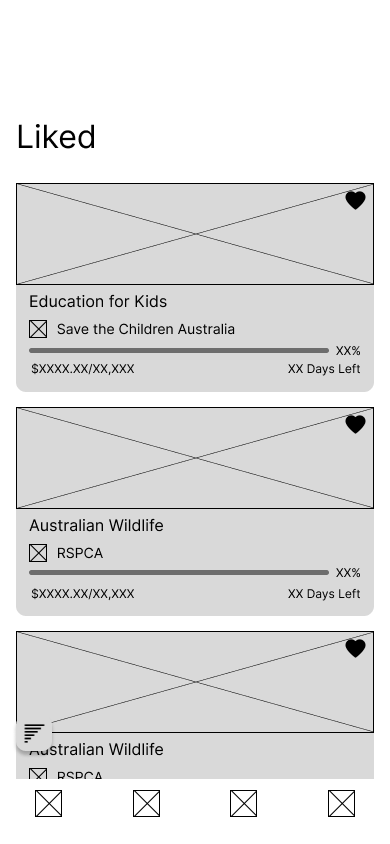 Liked
Education for Kids
Save the Children Australia
XX%
$XXXX.XX/XX,XXX XX Days Left
Australian Wildlife
RSPCA
XX%
$XXXX.XX/XX,XXX XX Days Left
Australian Wildlife
RSPCA